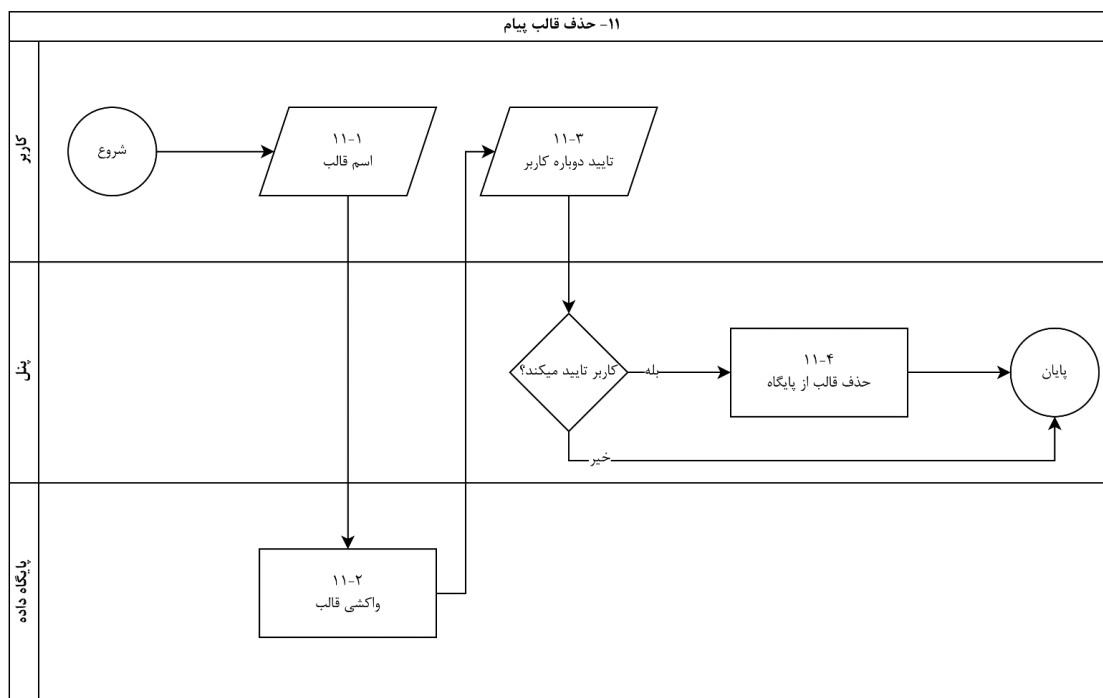 ۱۱- حذف قالب پیام
کاربر
شروع
۱۱-۱
اسم قالب
۱۱-۳
تایید دوباره کاربر
پنل
کاربر تایید میکند؟
بله
۱۱-۴
حذف قالب از پایگاه
پایان
خیر
پایگاه داده
۱۱-۲
واکشی قالب